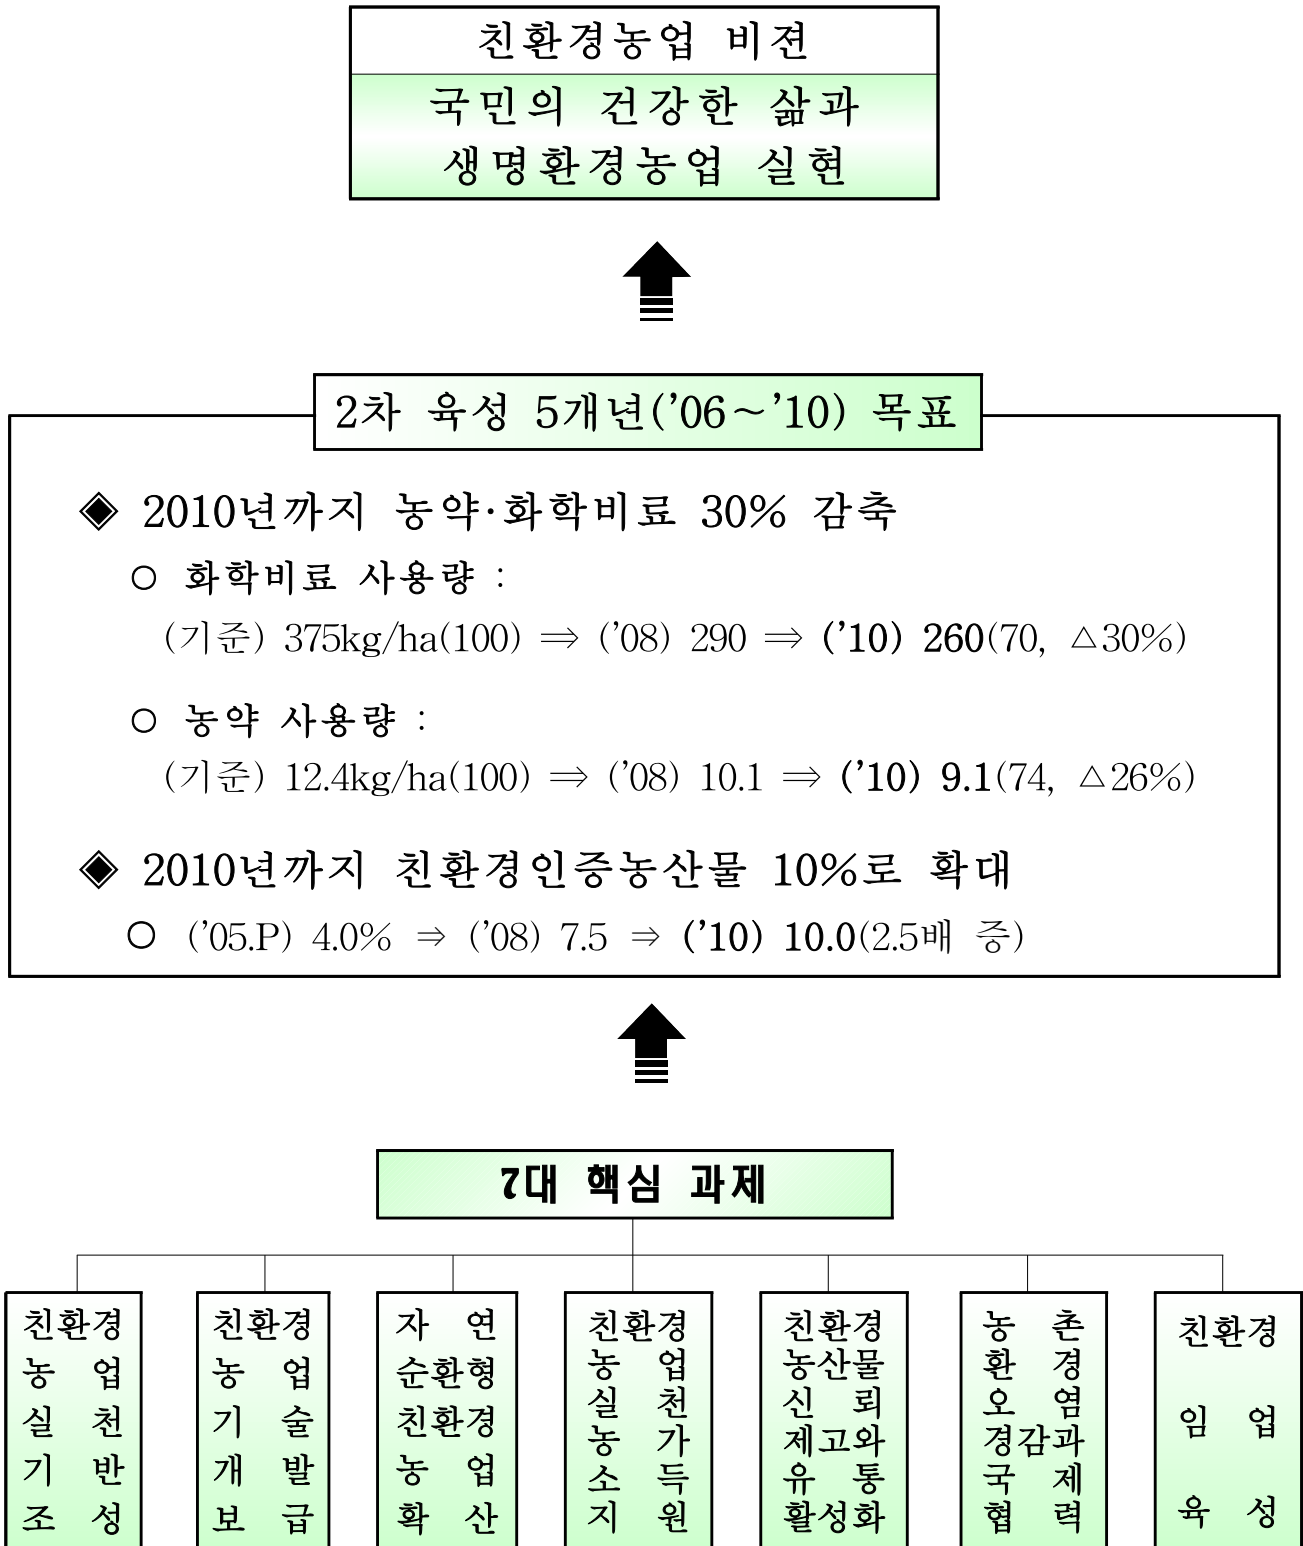 친환경농업 비젼
국민의 건강한 삶과
생명환경농업 실현
2차 육성 5개년('06～'10) 목표
◈ 2010년까지 농약·화학비료 30% 감축
○ 화학비료 사용량 :
(기준) 375kg/ha(100) ⇒ ('08) 290 ⇒ ('10) 260(70, △30%)
○ 농약 사용량 :
(기준) 12.4kg/ha(100) ⇒ ('08) 10.1 ⇒ ('10) 9.1(74, △26%)
◈ 2010년까지 친환경인증농산물 10%로 확대
○ ('05.P) 4.0% ⇒ ('08) 7.5 ⇒ ('10) 10.0(2.5배 증)
7대 핵심 과제
친환경
농 업
실 천
기 반
조 성
친환경
농 업
기 술
개 발
보 급
자 연
순환형
친환경
농 업
확 산
친환경
농 업
실 천
농 가
소 득
지 원
친환경
농산물
신 뢰
제고와
유 통
활성화
농 촌
환 경
오 염
경감과
국 제
협 력
친환경
임 업
육 성